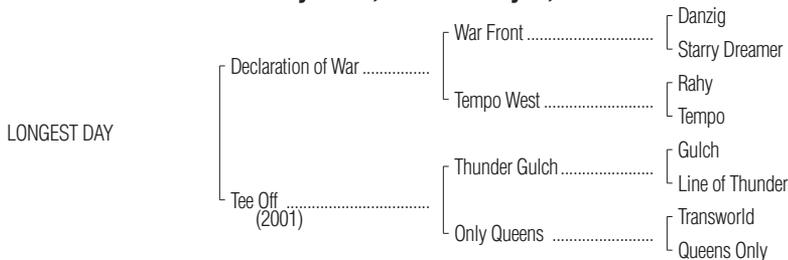 Danzig
War Front ....................
Starry Dreamer
Declaration of War ................
Rahy
Tempo West ....................
Tempo
LONGEST DAY
Gulch
Thunder Gulch .................
Line of Thunder
Tee Off ..........................
(2001)
Transworld
Only Queens ...................
Queens Only